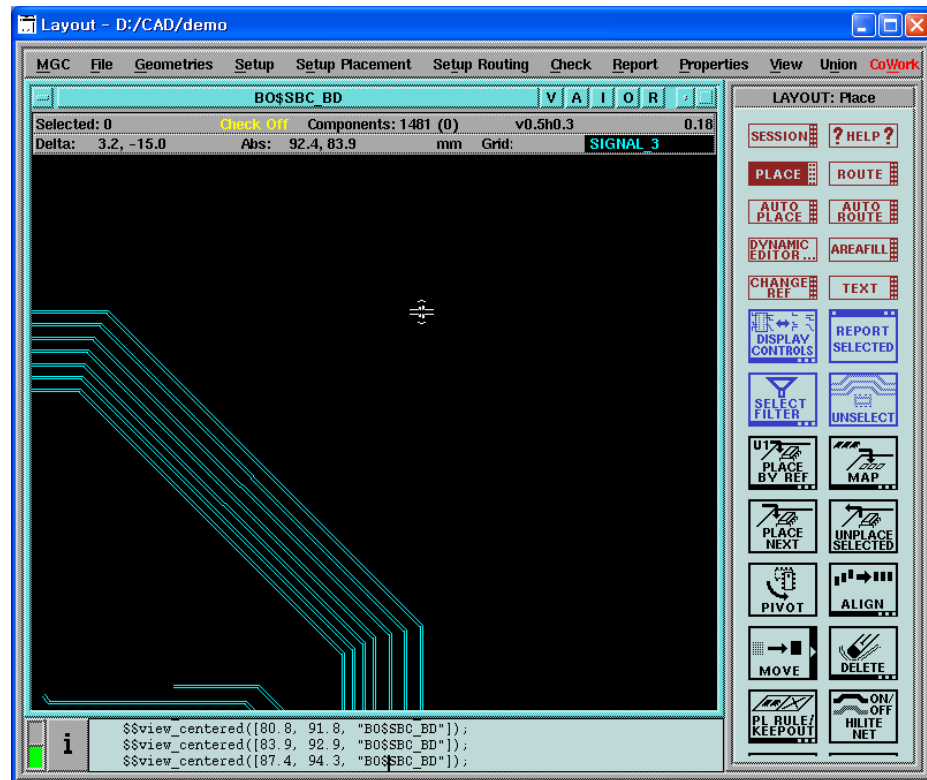 Layout - D:/CAD/demo
MGC File Geometries Setup Setup Placement Setup Routing Check Report Properties View Union CoWork
BO$SBC_BD V A I O R
LAYOUT: Place
Selected: 0 Check Off Components: 1481 (0) v0.5h0.3 0.18
Delta: 3.2, -15.0 Abs: 92.4, 83.9 mm Grid: SIGNAL_3
SESSION ? HELP ?
PLACE ROUTE
AUTO PLACE AUTO ROUTE
DYNAMIC EDITOR... AREAFILL
CHANGE REF TEXT
DISPLAY CONTROLS REPORT SELECTED
SELECT FILTER UNSELECT
U1 PLACE BY REF MAP
PLACE NEXT UNPLACE SELECTED
PIVOT ALIGN
MOVE DELETE
PL RULE/ KEEPOUT ON/ OFF HILITE NET
i
$$view_centered([80.8, 91.8, "BO$SBC_BD"]);
$$view_centered([83.9, 92.9, "BO$SBC_BD"]);
$$view_centered([87.4, 94.3, "BO$SBC_BD"]);